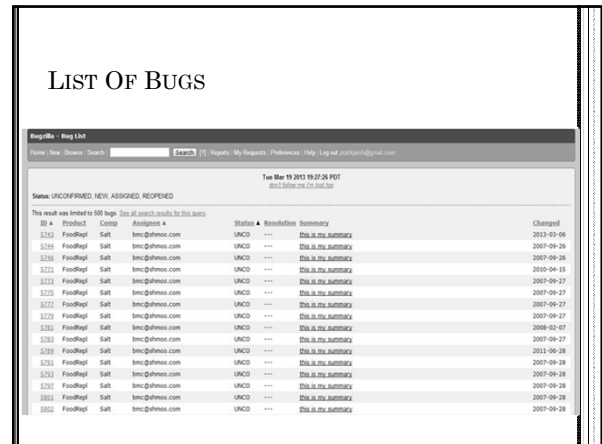 LIST OF BUGS
Bugzilla – Bug List
Home | New | Browse | Search | Search [?] | Reports | My Requests | Preferences | Help | Log out
Tue Mar 19 2013 19:27:26 PDT
don't follow me I'm lost too
Status: UNCONFIRMED, NEW, ASSIGNED, REOPENED
This result was limited to 500 bugs. See all search results for this query.
ID ▲ Product Comp Assignee ▲ Status ▲ Resolution Summary Changed
5743 FoodRepl Salt bmc@shmoo.com UNCO --- this is my summary 2013-03-06
5744 FoodRepl Salt bmc@shmoo.com UNCO --- this is my summary 2007-09-26
5746 FoodRepl Salt bmc@shmoo.com UNCO --- this is my summary 2007-09-26
5771 FoodRepl Salt bmc@shmoo.com UNCO --- this is my summary 2010-04-15
5773 FoodRepl Salt bmc@shmoo.com UNCO --- this is my summary 2007-09-27
5775 FoodRepl Salt bmc@shmoo.com UNCO --- this is my summary 2007-09-27
5777 FoodRepl Salt bmc@shmoo.com UNCO --- this is my summary 2007-09-27
5779 FoodRepl Salt bmc@shmoo.com UNCO --- this is my summary 2007-09-27
5781 FoodRepl Salt bmc@shmoo.com UNCO --- this is my summary 2008-02-07
5783 FoodRepl Salt bmc@shmoo.com UNCO --- this is my summary 2007-09-27
5789 FoodRepl Salt bmc@shmoo.com UNCO --- this is my summary 2011-06-28
5791 FoodRepl Salt bmc@shmoo.com UNCO --- this is my summary 2007-09-28
5793 FoodRepl Salt bmc@shmoo.com UNCO --- this is my summary 2007-09-28
5797 FoodRepl Salt bmc@shmoo.com UNCO --- this is my summary 2007-09-28
5801 FoodRepl Salt bmc@shmoo.com UNCO --- this is my summary 2007-09-28
5802 FoodRepl Salt bmc@shmoo.com UNCO --- this is my summary 2007-09-28